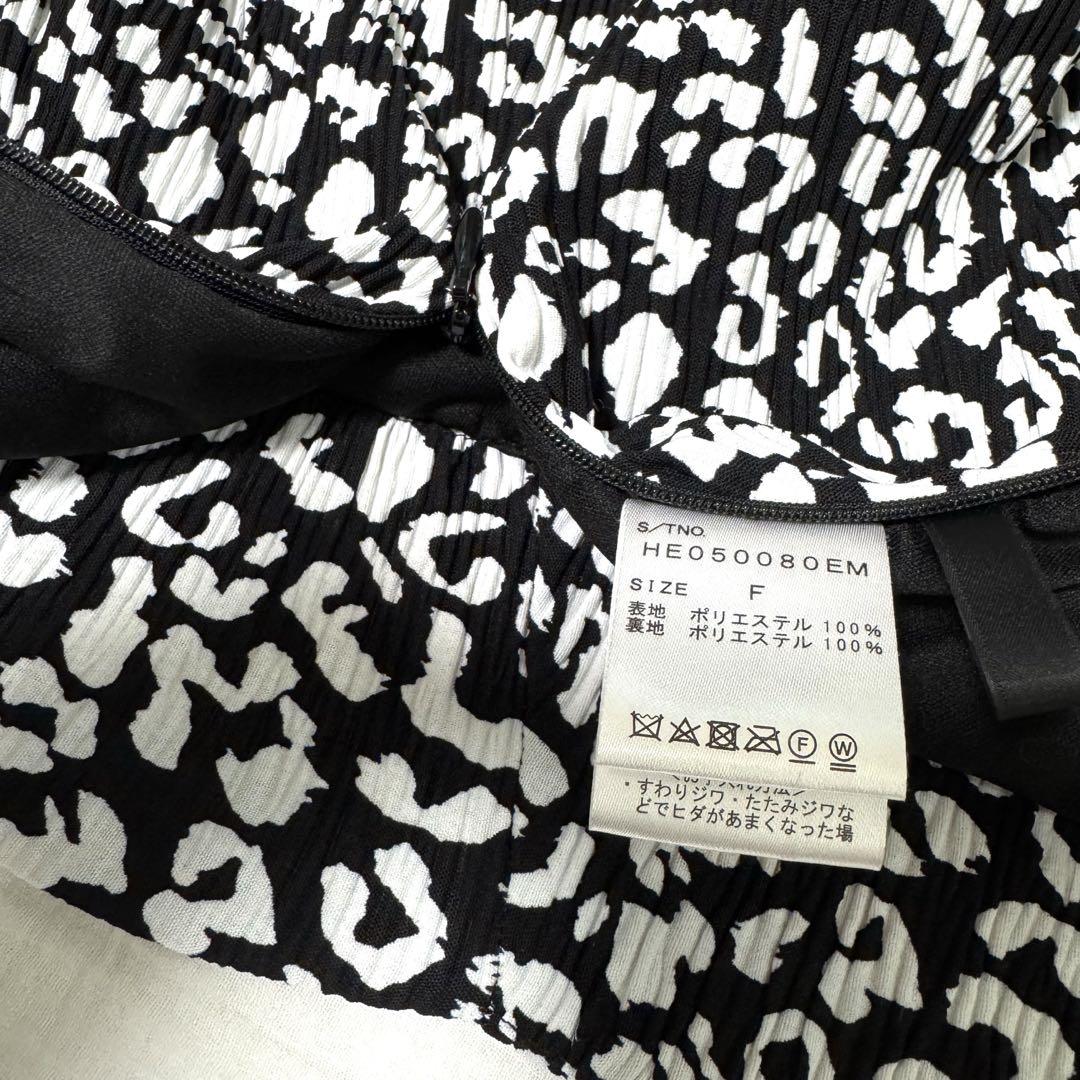 S/TNO.
HE050080EM
SIZE F
表地 ポリエステル 100%
裏地 ポリエステル 100%
F W
・すわりジワ・たたみジワな
どでヒダがあまくなった場